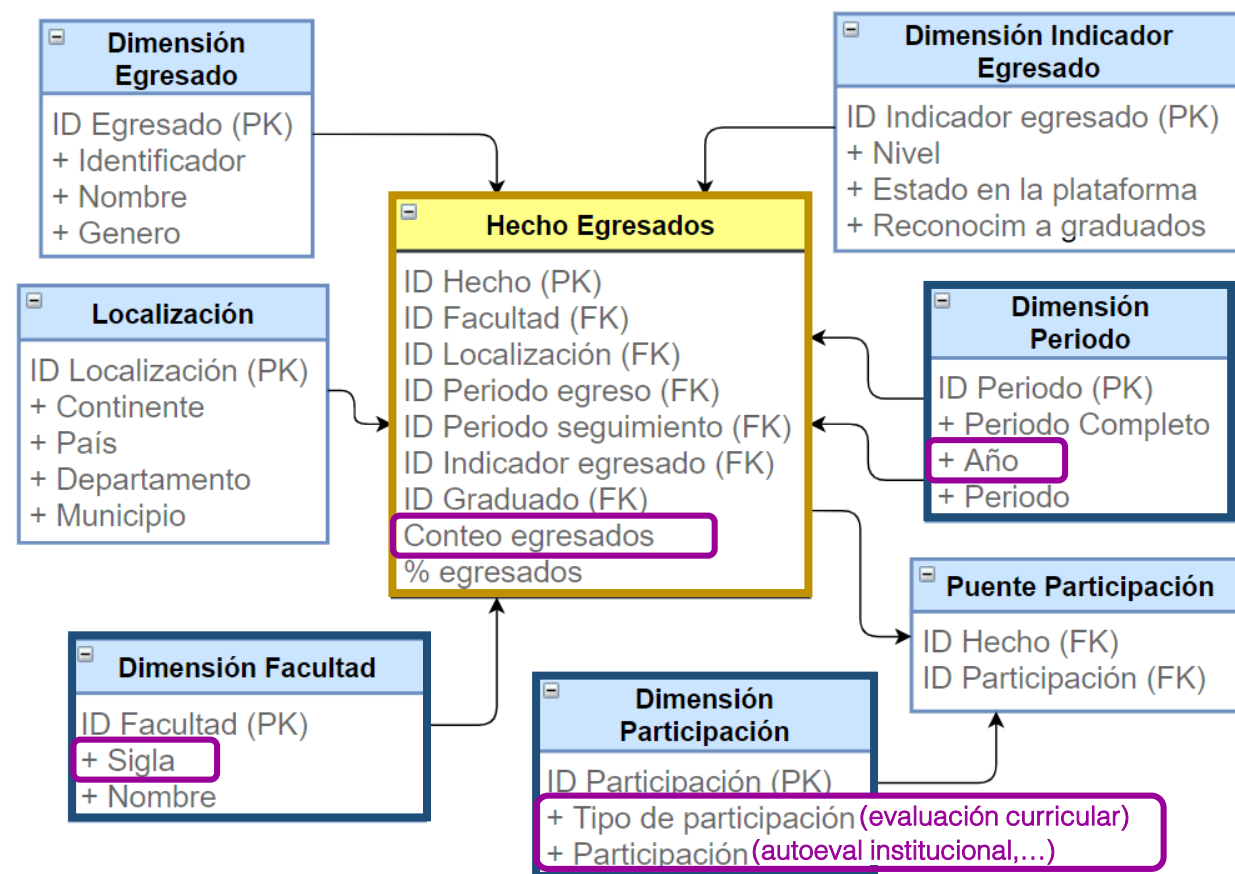 Dimensión
Egresado
ID Egresado (PK)
+ Identificador
+ Nombre
+ Genero
Dimensión Indicador
Egresado
ID Indicador egresado (PK)
+ Nivel
+ Estado en la plataforma
+ Reconocim a graduados
Hecho Egresados
ID Hecho (PK)
ID Facultad (FK)
ID Localización (FK)
ID Periodo egreso (FK)
ID Periodo seguimiento (FK)
ID Indicador egresado (FK)
ID Graduado (FK)
Conteo egresados
% egresados
Localización
ID Localización (PK)
+ Continente
+ País
+ Departamento
+ Municipio
Dimensión
Periodo
ID Periodo (PK)
+ Periodo Completo
+ Año
+ Periodo
Puente Participación
ID Hecho (FK)
ID Participación (FK)
Dimensión Facultad
ID Facultad (PK)
+ Sigla
+ Nombre
Dimensión
Participación
ID Participación (PK)
+ Tipo de participación (evaluación curricular)
+ Participación (autoeval institucional,...)